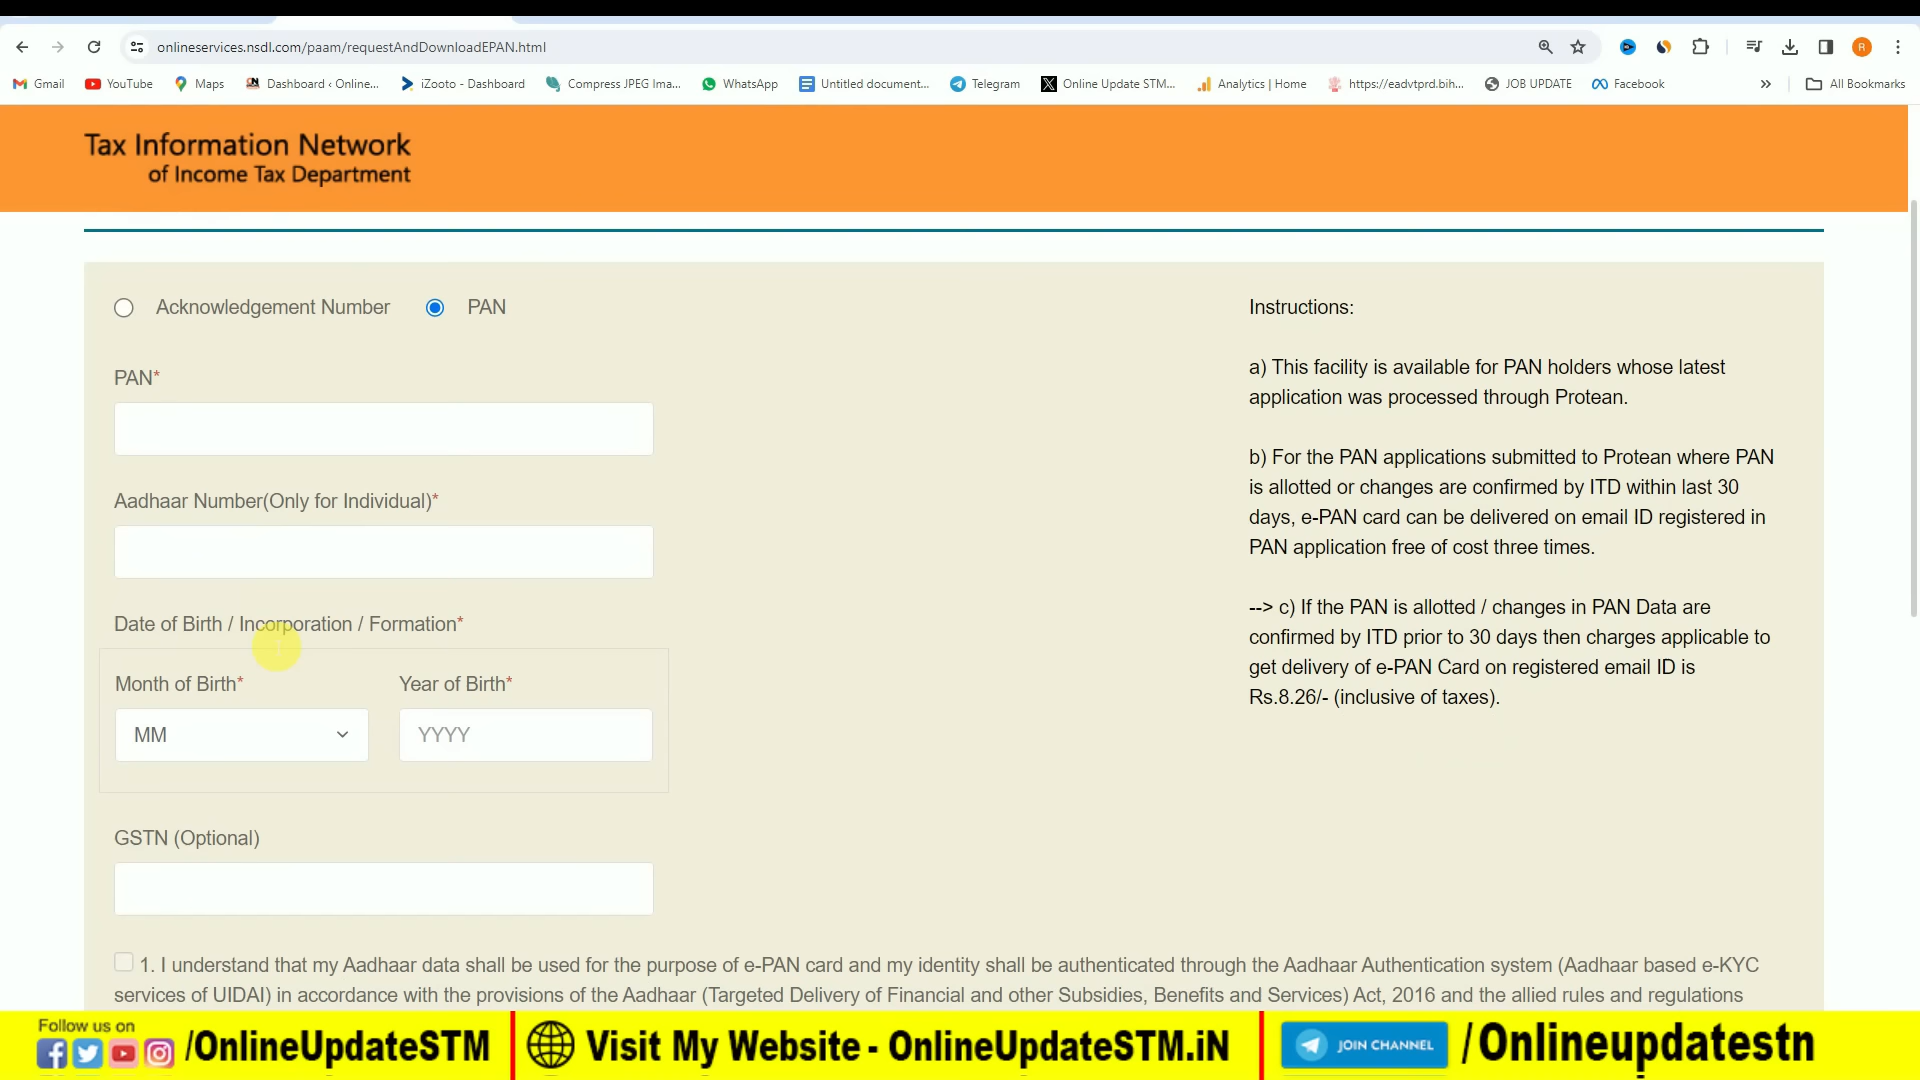 onlineservices.nsdl.com/paam/requestAndDownloadEPAN.html
R
Gmail YouTube Maps Dashboard ‹ Online... iZooto - Dashboard Compress JPEG Ima... WhatsApp Untitled document... Telegram Online Update STM... Analytics | Home https://eadvtprd.bih... JOB UPDATE Facebook » All Bookmarks
Tax Information Network
of Income Tax Department
Acknowledgement Number PAN
PAN*
Aadhaar Number(Only for Individual)*
Date of Birth / Incorporation / Formation*
Month of Birth* Year of Birth*
MM YYYY
GSTN (Optional)
Instructions:
a) This facility is available for PAN holders whose latest
application was processed through Protean.
b) For the PAN applications submitted to Protean where PAN
is allotted or changes are confirmed by ITD within last 30
days, e-PAN card can be delivered on email ID registered in
PAN application free of cost three times.
--> c) If the PAN is allotted / changes in PAN Data are
confirmed by ITD prior to 30 days then charges applicable to
get delivery of e-PAN Card on registered email ID is
Rs.8.26/- (inclusive of taxes).
1. I understand that my Aadhaar data shall be used for the purpose of e-PAN card and my identity shall be authenticated through the Aadhaar Authentication system (Aadhaar based e-KYC
services of UIDAI) in accordance with the provisions of the Aadhaar (Targeted Delivery of Financial and other Subsidies, Benefits and Services) Act, 2016 and the allied rules and regulations
Follow us on
/OnlineUpdateSTM
Visit My Website - OnlineUpdateSTM.iN
JOIN CHANNEL
/Onlineupdatestn